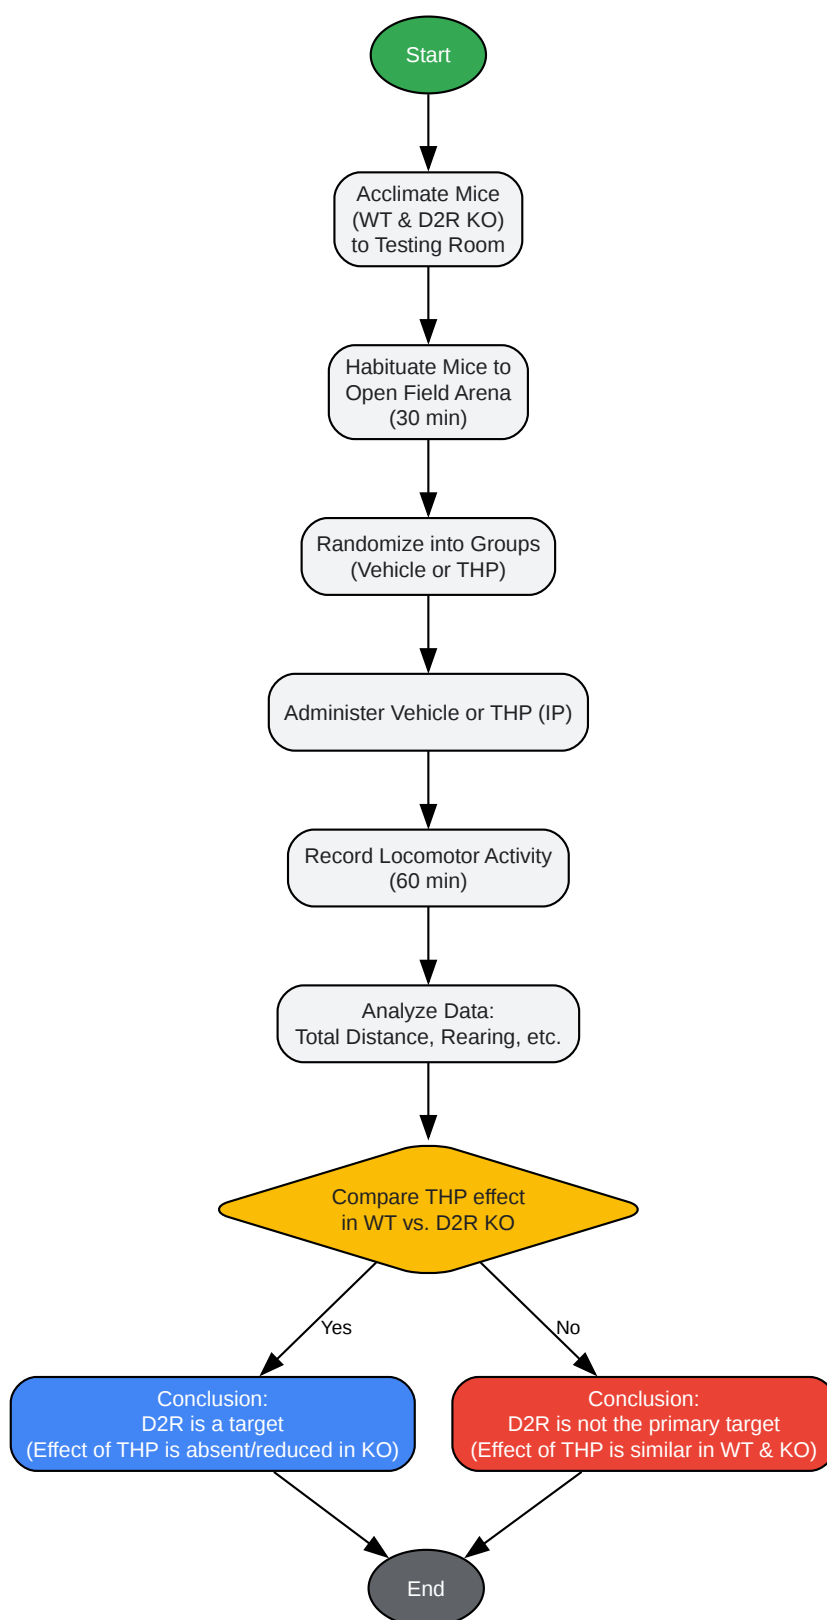 Start
Acclimate Mice
(WT & D2R KO)
to Testing Room
Habituate Mice to
Open Field Arena
(30 min)
Randomize into Groups
(Vehicle or THP)
Administer Vehicle or THP (IP)
Record Locomotor Activity
(60 min)
Analyze Data:
Total Distance, Rearing, etc.
Compare THP effect
in WT vs. D2R KO
Yes
No
Conclusion:
D2R is a target
(Effect of THP is absent/reduced in KO)
Conclusion:
D2R is not the primary target
(Effect of THP is similar in WT & KO)
End